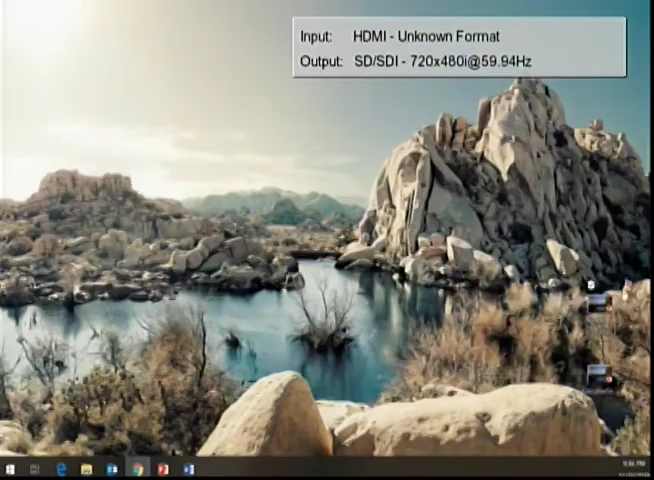 Input: HDMI - Unknown Format
Output: SD/SDI - 720x480i@59.94Hz